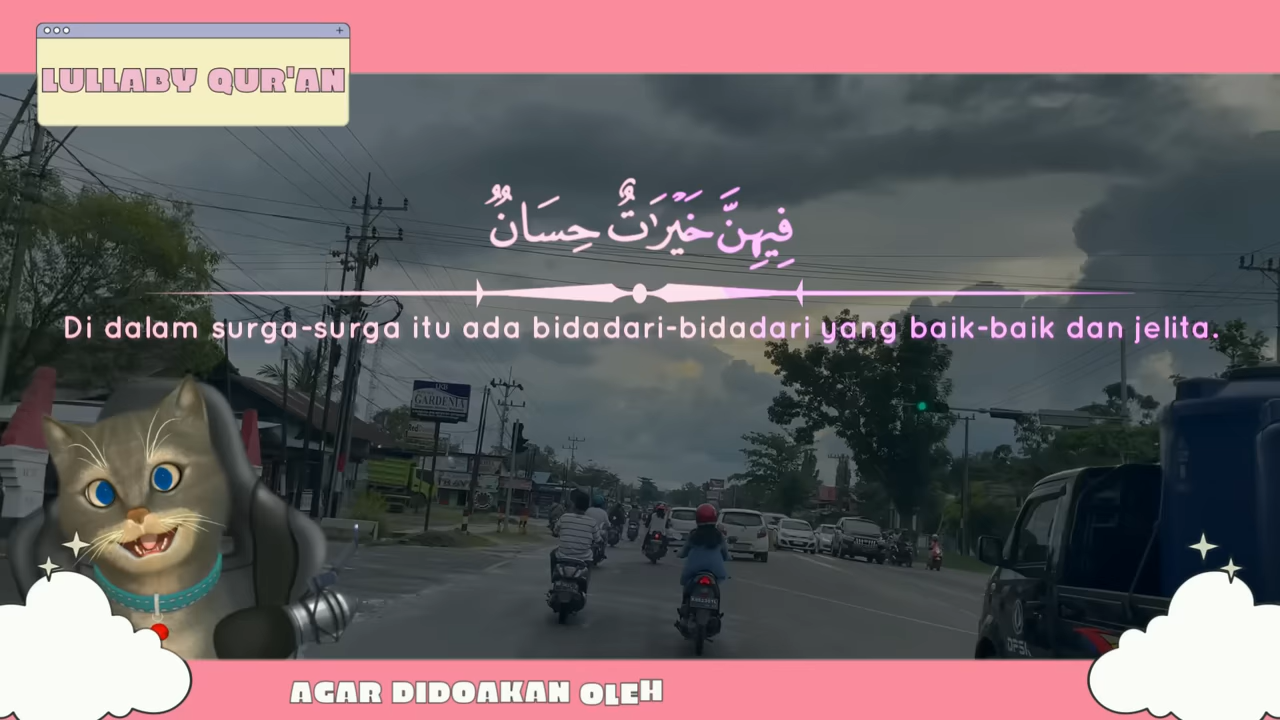 LULLABY QUR'AN
فِيهِنَّ خَيْرَٰتٌ حِسَانٌ
Di dalam surga-surga itu ada bidadari-bidadari yang baik-baik dan jelita.
GARDENIA
AGAR DIDOAKAN OLEH